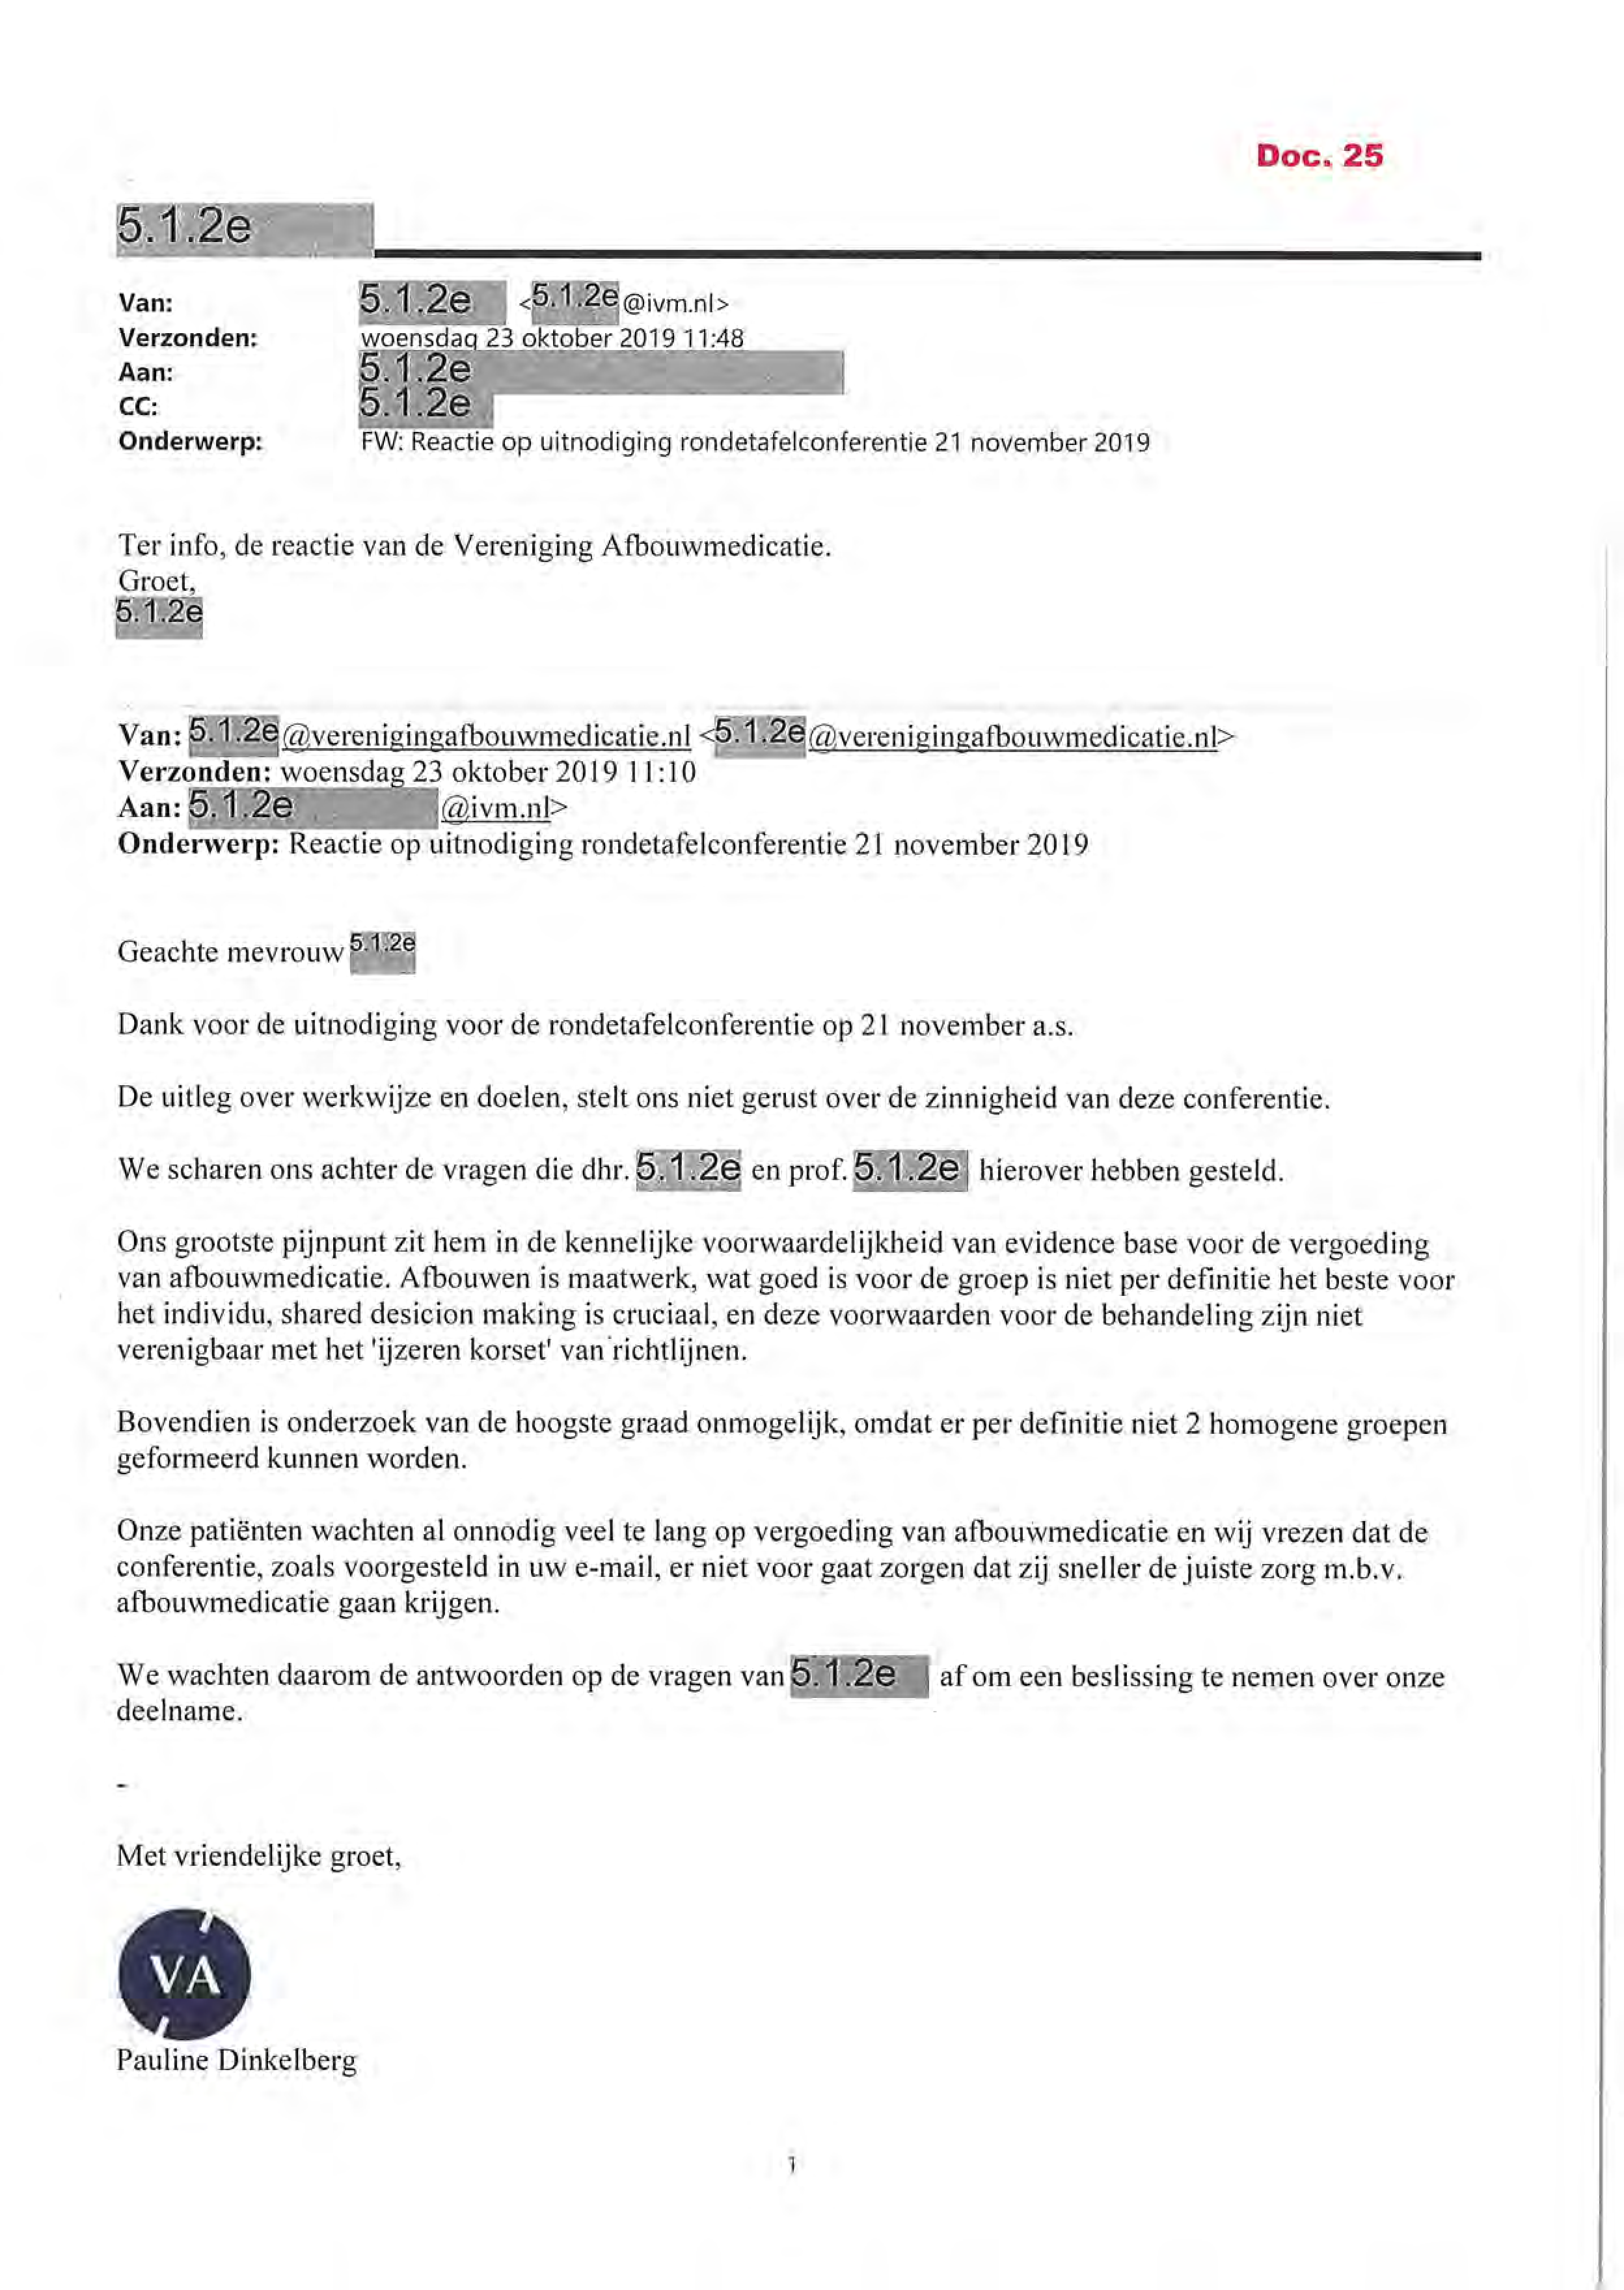 Doc. 25
5.1.2e
Van: 5.1.2e <5.1.2e@ivm.nl>
Verzonden: woensdag 23 oktober 2019 11:48
Aan: 5.1.2e
CC: 5.1.2e
Onderwerp: FW: Reactie op uitnodiging rondetafelconferentie 21 november 2019
Ter info, de reactie van de Vereniging Afbouwmedicatie.
Groet,
5.1.2e
Van: 5.1.2e@verenigingafbouwmedicatie.nl <5.1.2e@verenigingafbouwmedicatie.nl>
Verzonden: woensdag 23 oktober 2019 11:10
Aan: 5.1.2e @ivm.nl>
Onderwerp: Reactie op uitnodiging rondetafelconferentie 21 november 2019
Geachte mevrouw 5.1.2e
Dank voor de uitnodiging voor de rondetafelconferentie op 21 november a.s.
De uitleg over werkwijze en doelen, stelt ons niet gerust over de zinnigheid van deze conferentie.
We scharen ons achter de vragen die dhr. 5.1.2e en prof. 5.1.2e hierover hebben gesteld.
Ons grootste pijnpunt zit hem in de kennelijke voorwaardelijkheid van evidence base voor de vergoeding
van afbouwmedicatie. Afbouwen is maatwerk, wat goed is voor de groep is niet per definitie het beste voor
het individu, shared desicion making is cruciaal, en deze voorwaarden voor de behandeling zijn niet
verenigbaar met het 'ijzeren korset' van richtlijnen.
Bovendien is onderzoek van de hoogste graad onmogelijk, omdat er per definitie niet 2 homogene groepen
geformeerd kunnen worden.
Onze patiënten wachten al onnodig veel te lang op vergoeding van afbouwmedicatie en wij vrezen dat de
conferentie, zoals voorgesteld in uw e-mail, er niet voor gaat zorgen dat zij sneller de juiste zorg m.b.v.
afbouwmedicatie gaan krijgen.
We wachten daarom de antwoorden op de vragen van 5.1.2e af om een beslissing te nemen over onze
deelname.
-
Met vriendelijke groet,
VA
Pauline Dinkelberg
1